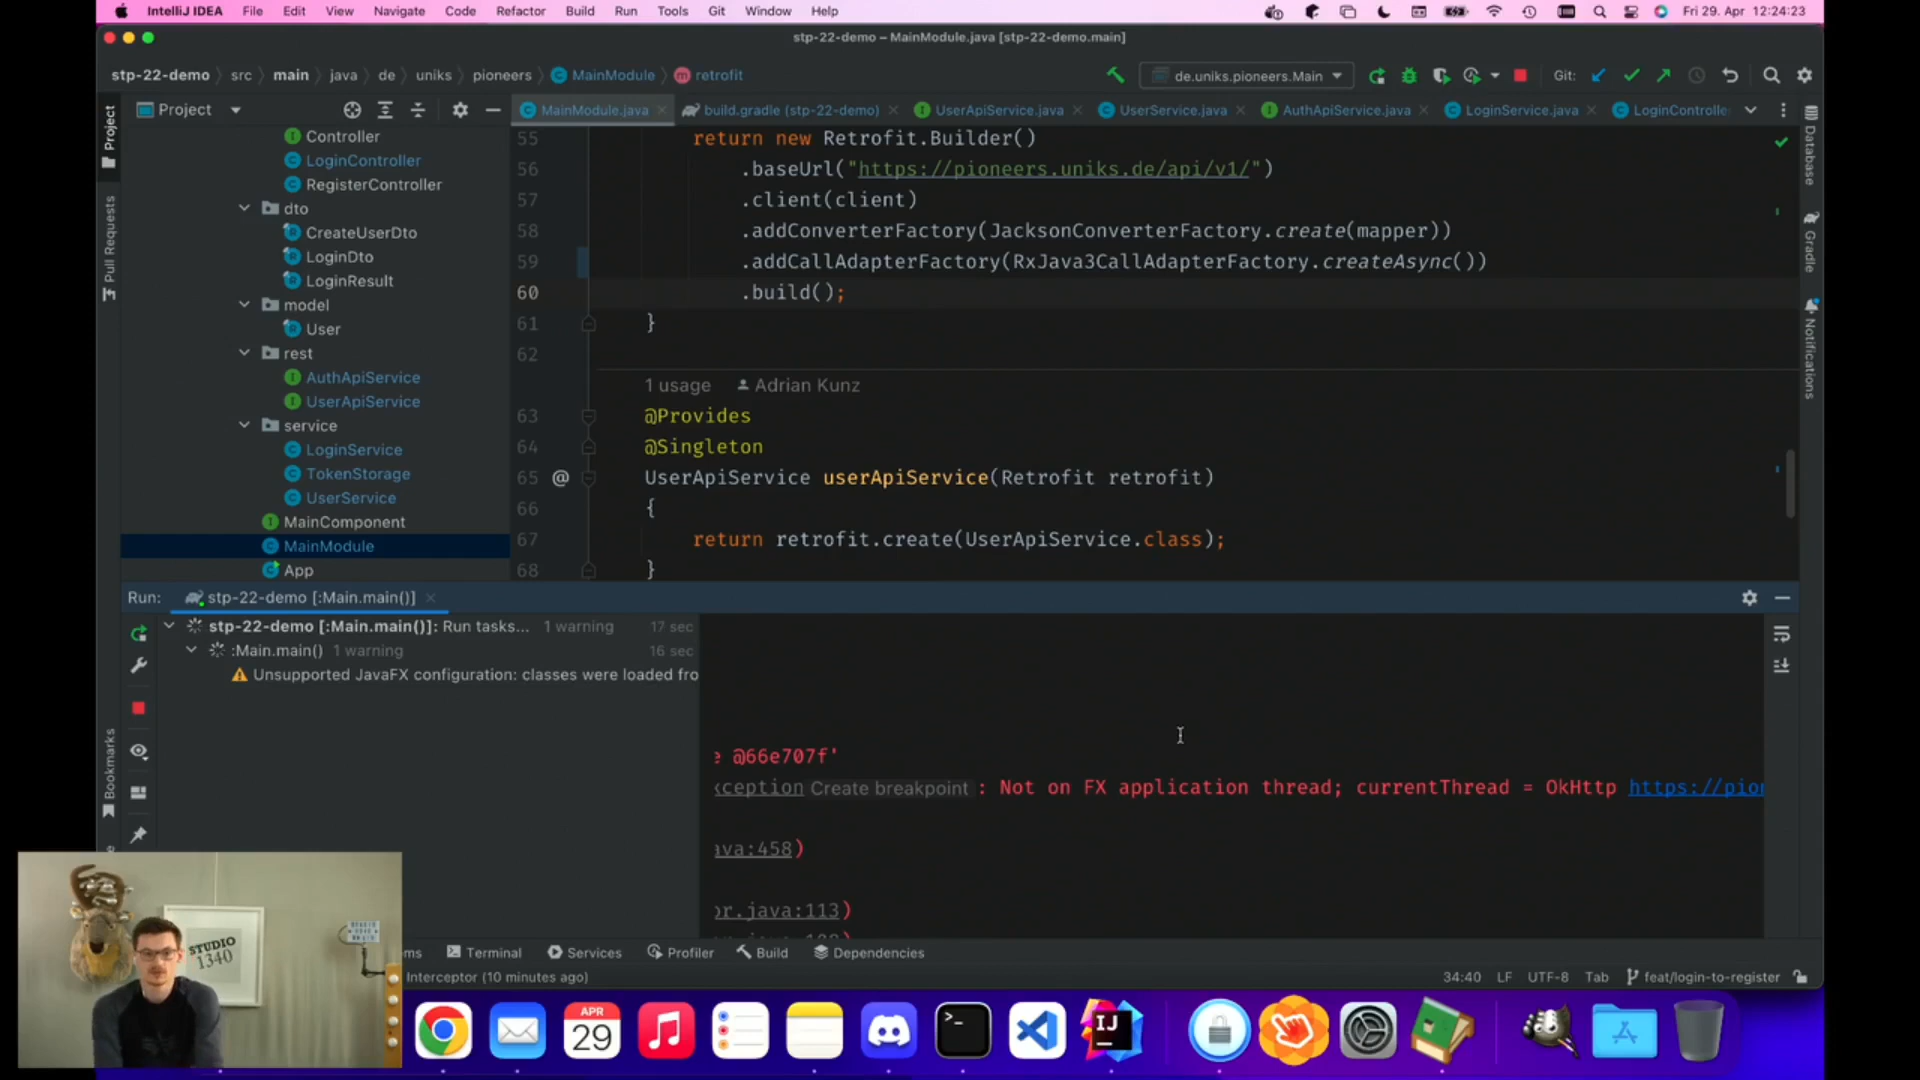 IntelliJ IDEA File Edit View Navigate Code Refactor Build Run Tools Git Window Help Fri 29. Apr 12:24:23
stp-22-demo – MainModule.java [stp-22-demo.main]
stp-22-demo src main java de uniks pioneers MainModule retrofit de.uniks.pioneers.Main Git:
Project MainModule.java build.gradle (stp-22-demo) UserApiService.java UserService.java AuthApiService.java LoginService.java LoginControlle
Project
Pull Requests
Bookmarks
Controller
LoginController
RegisterController
dto
CreateUserDto
LoginDto
LoginResult
model
User
rest
AuthApiService
UserApiService
service
LoginService
TokenStorage
UserService
MainComponent
MainModule
App
55 return new Retrofit.Builder()
56 .baseUrl("https://pioneers.uniks.de/api/v1/")
57 .client(client)
58 .addConverterFactory(JacksonConverterFactory.create(mapper))
59 .addCallAdapterFactory(RxJava3CallAdapterFactory.createAsync())
60 .build();
61 }
62
1 usage Adrian Kunz
63 @Provides
64 @Singleton
65 @ UserApiService userApiService(Retrofit retrofit)
66 {
67 return retrofit.create(UserApiService.class);
68 }
Database
Gradle
Notifications
Run: stp-22-demo [:Main.main()]
stp-22-demo [:Main.main()]: Run tasks... 1 warning 17 sec
:Main.main() 1 warning 16 sec
Unsupported JavaFX configuration: classes were loaded fro
e @66e707f'
xception Create breakpoint : Not on FX application thread; currentThread = OkHttp https://pion
ava:458)
or.java:113)
ms Terminal Services Profiler Build Dependencies
Interceptor (10 minutes ago) 34:40 LF UTF-8 Tab feat/login-to-register
STUDIO
1340
APR
29
IJ